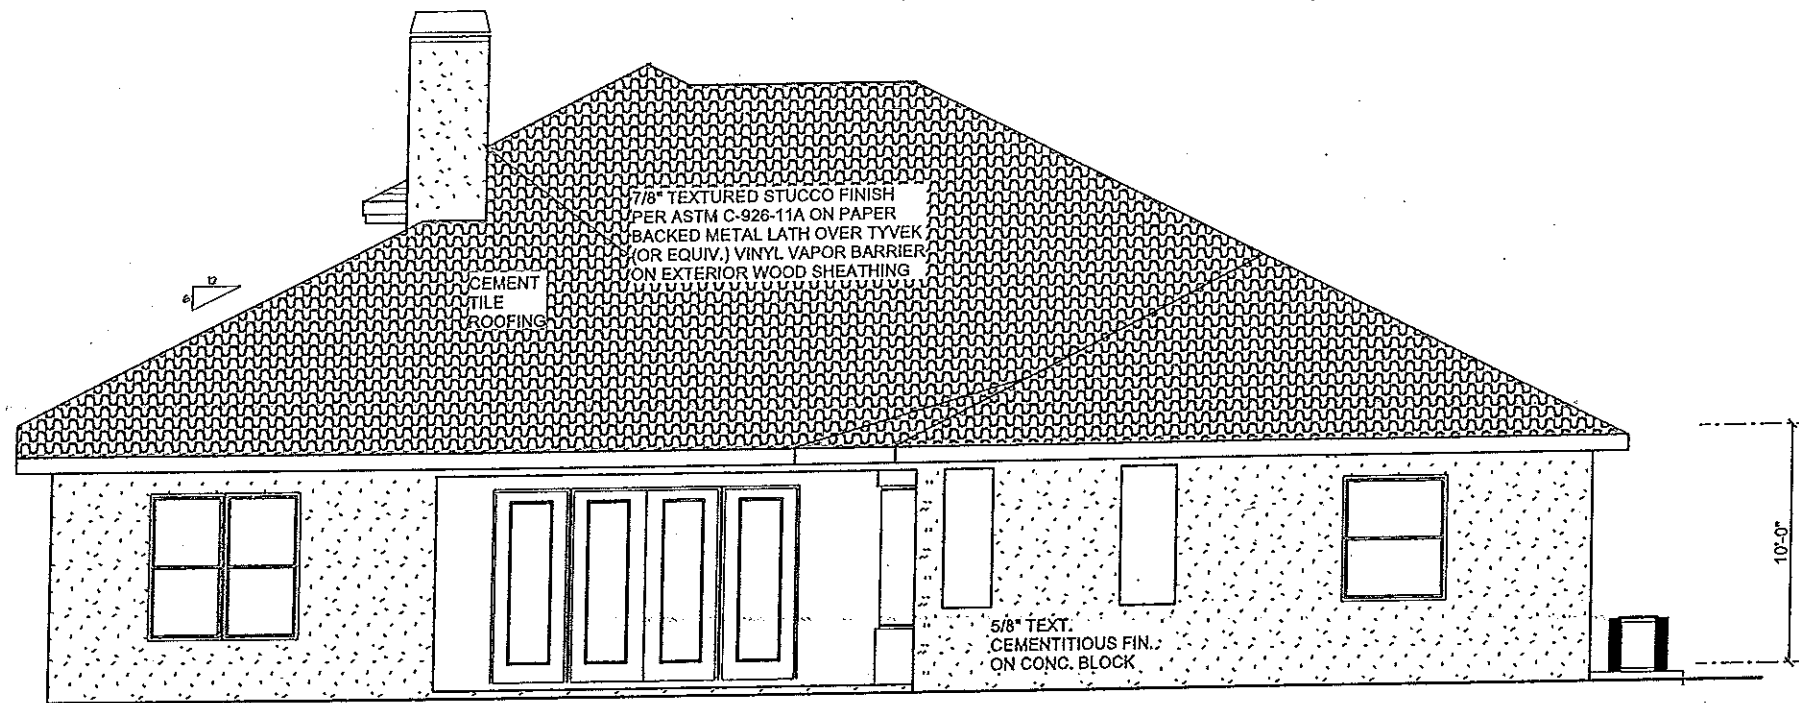 7/8" TEXTURED STUCCO FINISH
PER ASTM C-926-11A ON PAPER
BACKED METAL LATH OVER TYVEK
(OR EQUIV.) VINYL VAPOR BARRIER
ON EXTERIOR WOOD SHEATHING
CEMENT
TILE
ROOFING
12
6
10'-0"
5/8" TEXT.
CEMENTITIOUS FIN.
ON CONC. BLOCK